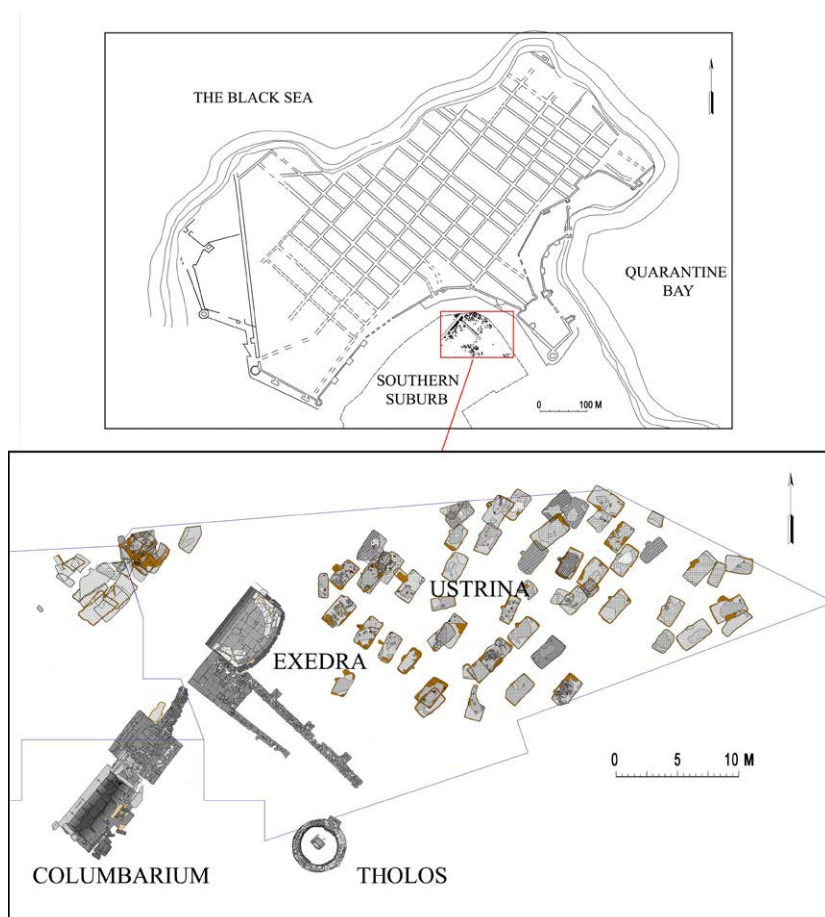 THE BLACK SEA
QUARANTINE
BAY
SOUTHERN
SUBURB
0 100 M
USTRINA
EXEDRA
0 5 10 M
COLUMBARIUM
THOLOS